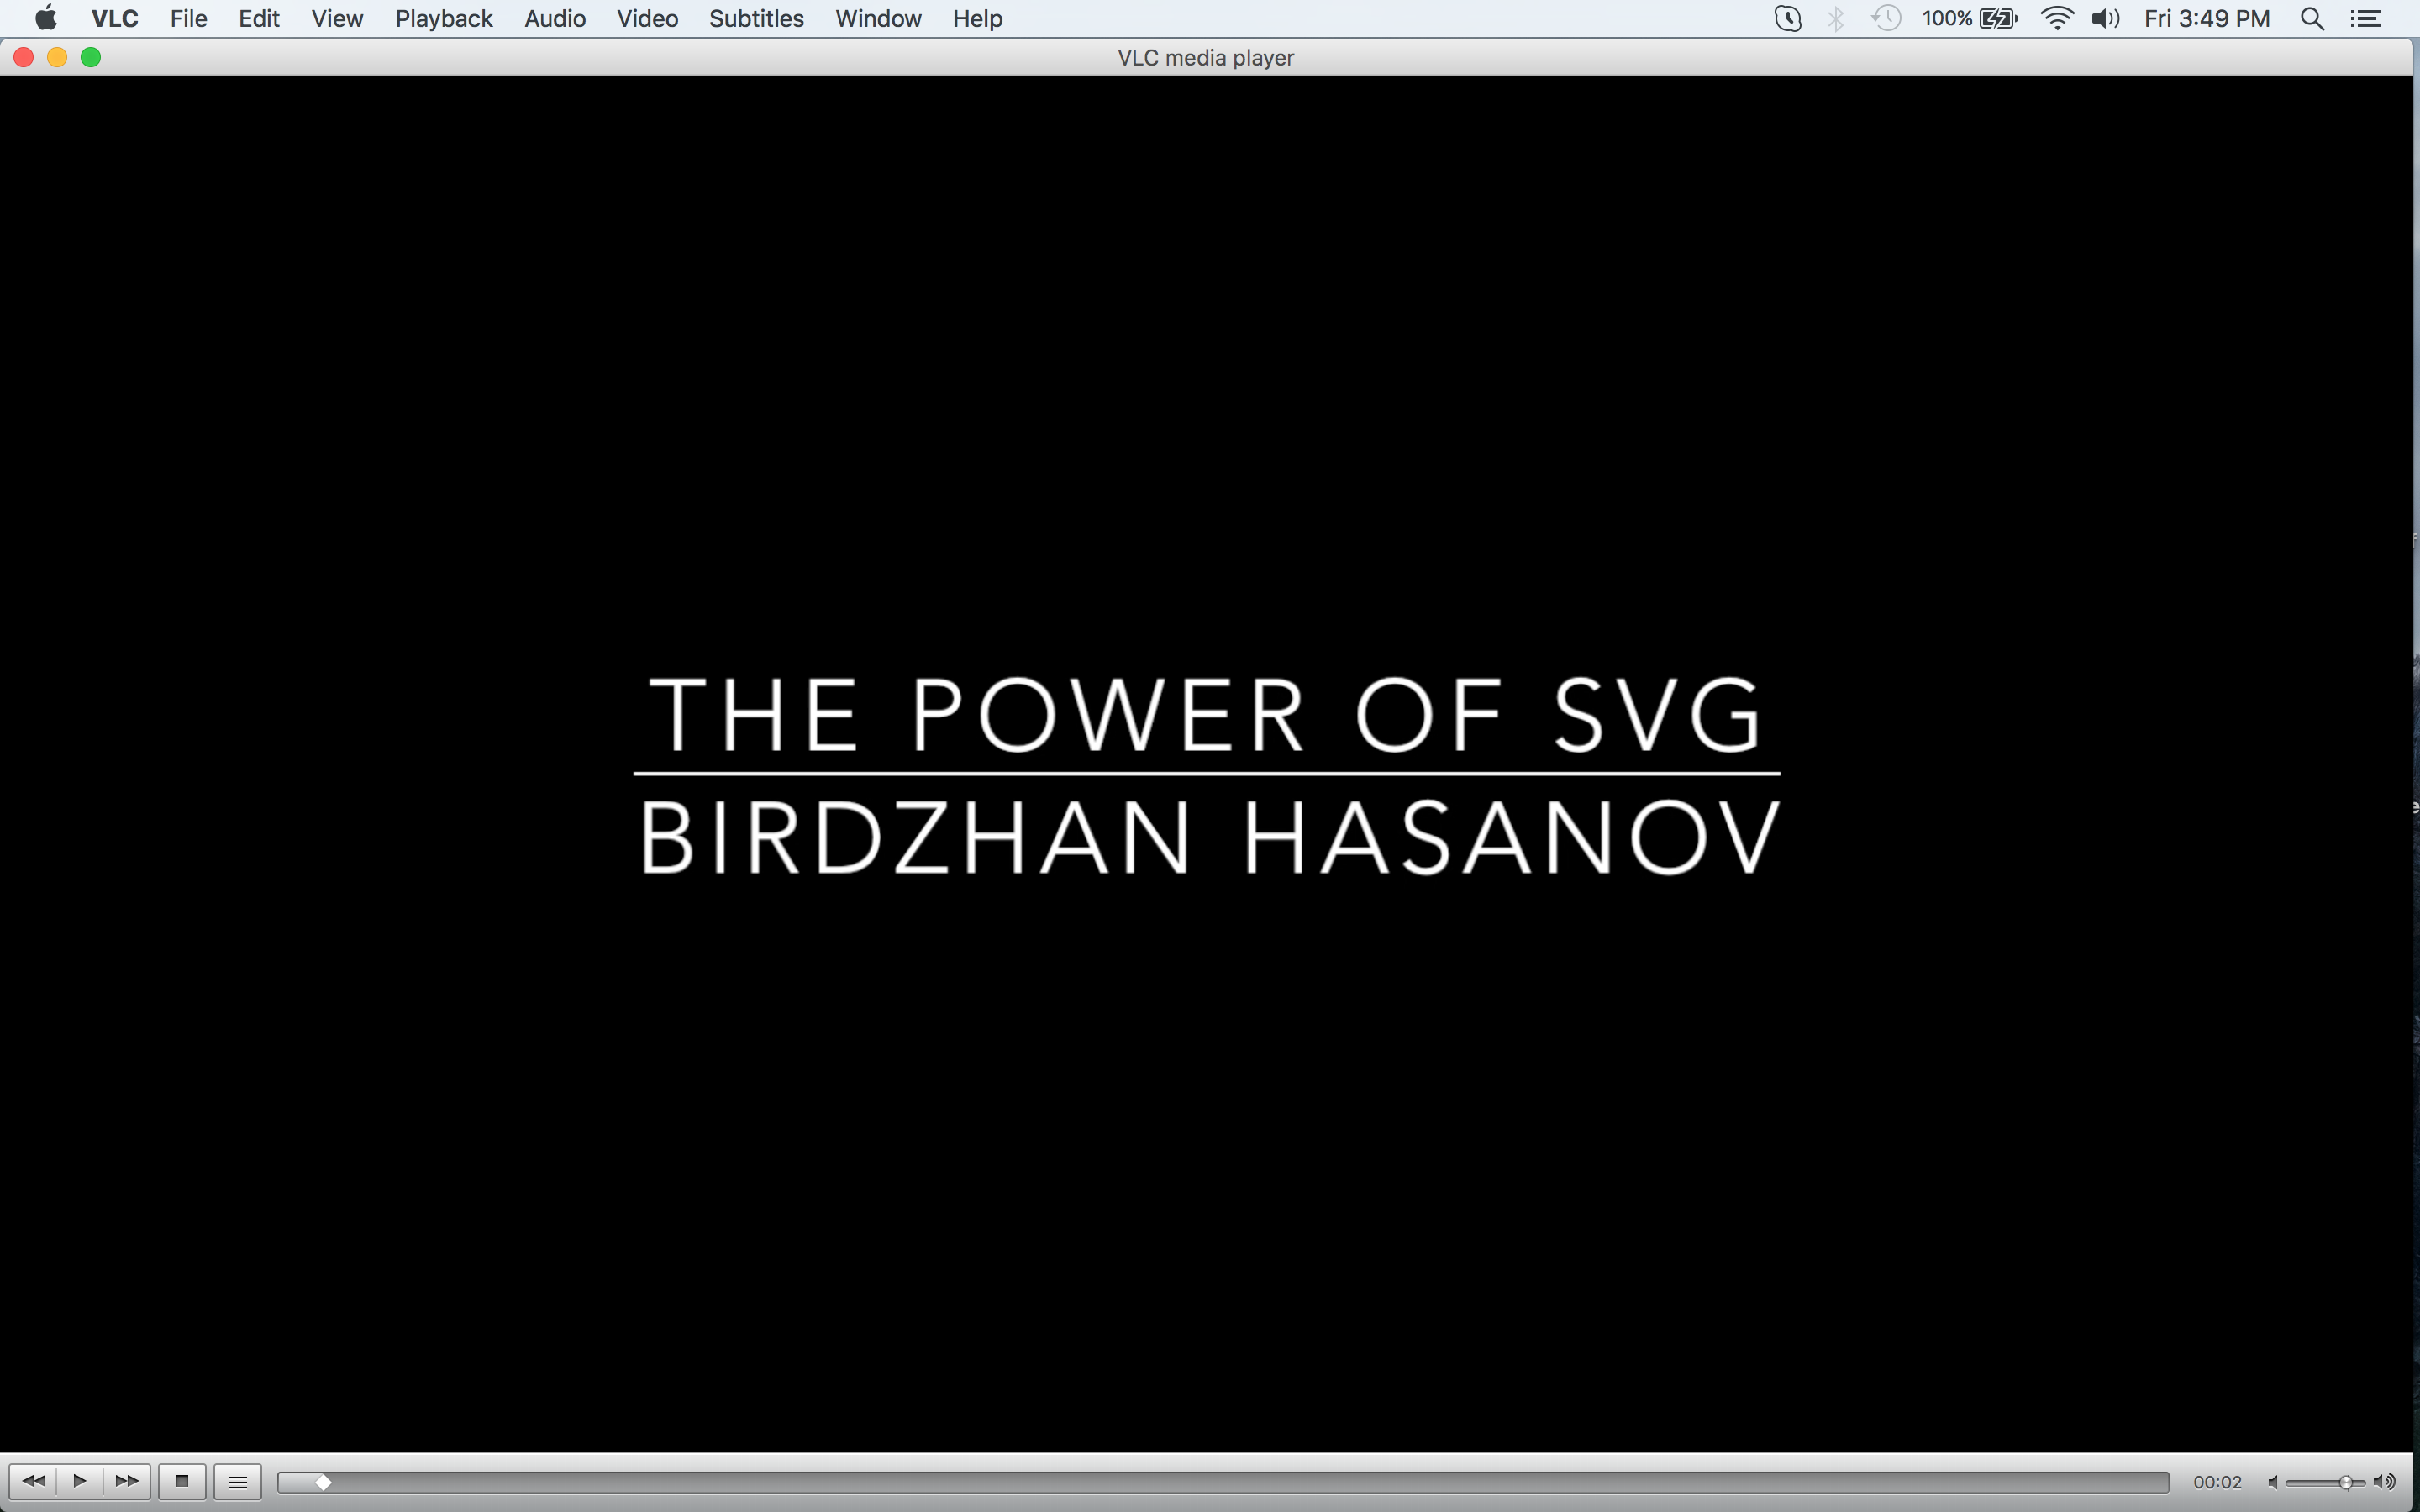 VLC File Edit View Playback Audio Video Subtitles Window Help 100% Fri 3:49 PM
VLC media player
THE POWER OF SVG
BIRDZHAN HASANOV
00:02